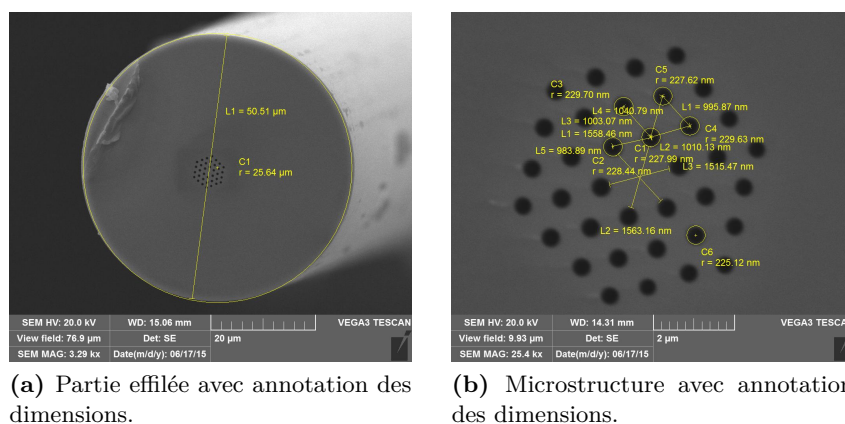 L1 = 50.51 µm
C1
r = 25.64 µm
SEM HV: 20.0 kV
WD: 15.06 mm
VEGA3 TESCAN
View field: 76.9 µm
Det: SE
20 µm
SEM MAG: 3.29 kx
Date(m/d/y): 06/17/15
(a) Partie effilée avec annotation des
dimensions.
C5
r = 227.62 nm
C3
r = 229.70 nm
L4 = 1040.79 nm
L1 = 995.87 nm
L3 = 1003.07 nm
C4
r = 229.63 nm
L1 = 1558.46 nm
L5 = 983.89 nm
C1
r = 227.99 nm
L2 = 1010.13 nm
C2
r = 228.44 nm
L3 = 1515.47 nm
L2 = 1563.16 nm
C6
r = 225.12 nm
SEM HV: 20.0 kV
WD: 14.31 mm
VEGA3 TESCA
View field: 9.93 µm
Det: SE
2 µm
SEM MAG: 25.4 kx
Date(m/d/y): 06/17/15
(b) Microstructure avec annotation
des dimensions.